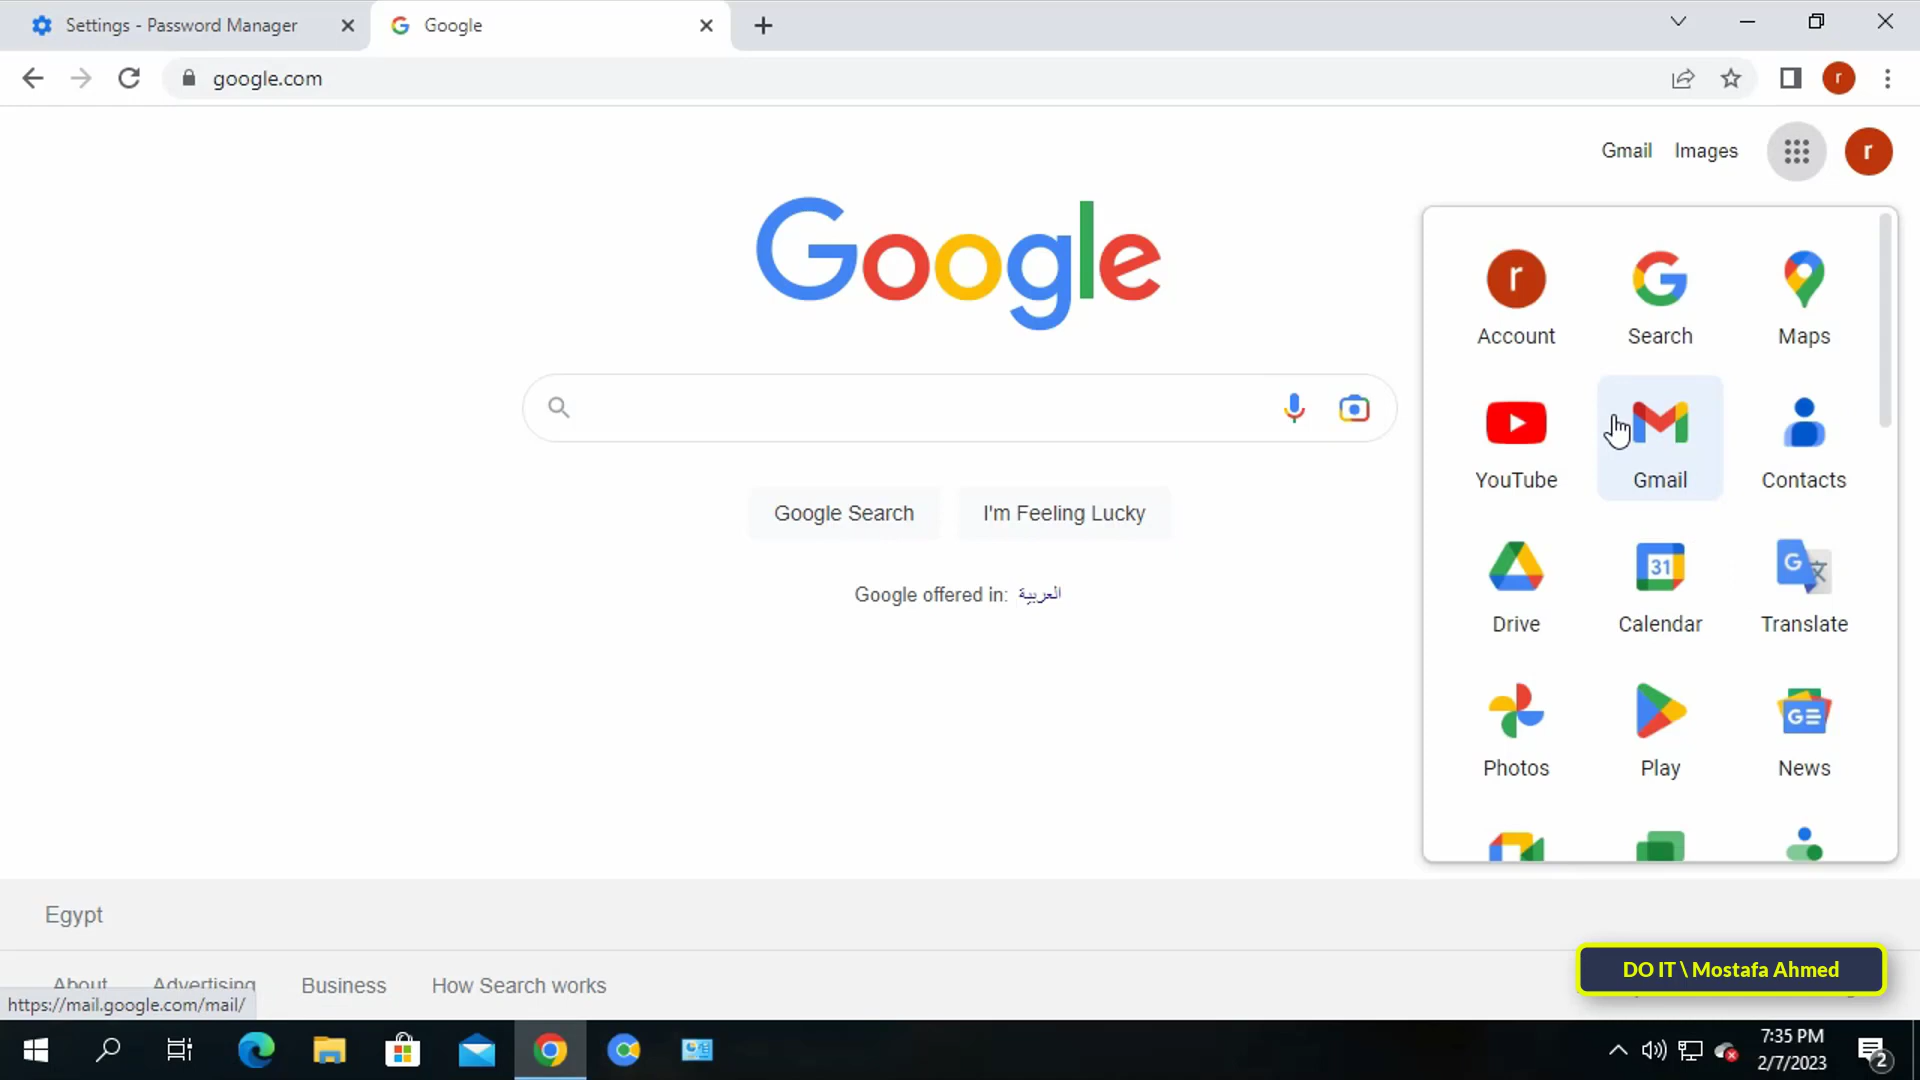 Settings - Password Manager
Google
google.com
r
Gmail Images
r
Google
r
Account Search Maps
YouTube Gmail Contacts
31
G
Drive Calendar Translate
Google Search I'm Feeling Lucky
Google offered in: العربية
Photos Play News
Egypt
About Advertising Business How Search works
https://mail.google.com/mail/
DO IT \ Mostafa Ahmed
7:35 PM
2/7/2023
2